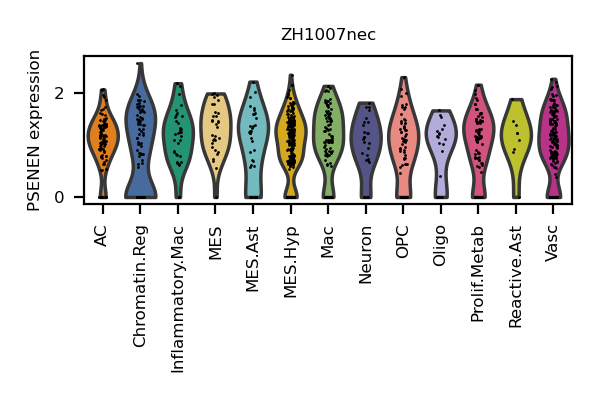 ZH1007nec
PSENEN expression
2
0
AC
Chromatin.Reg
Inflammatory.Mac
MES
MES.Ast
MES.Hyp
Mac
Neuron
OPC
Oligo
Prolif.Metab
Reactive.Ast
Vasc